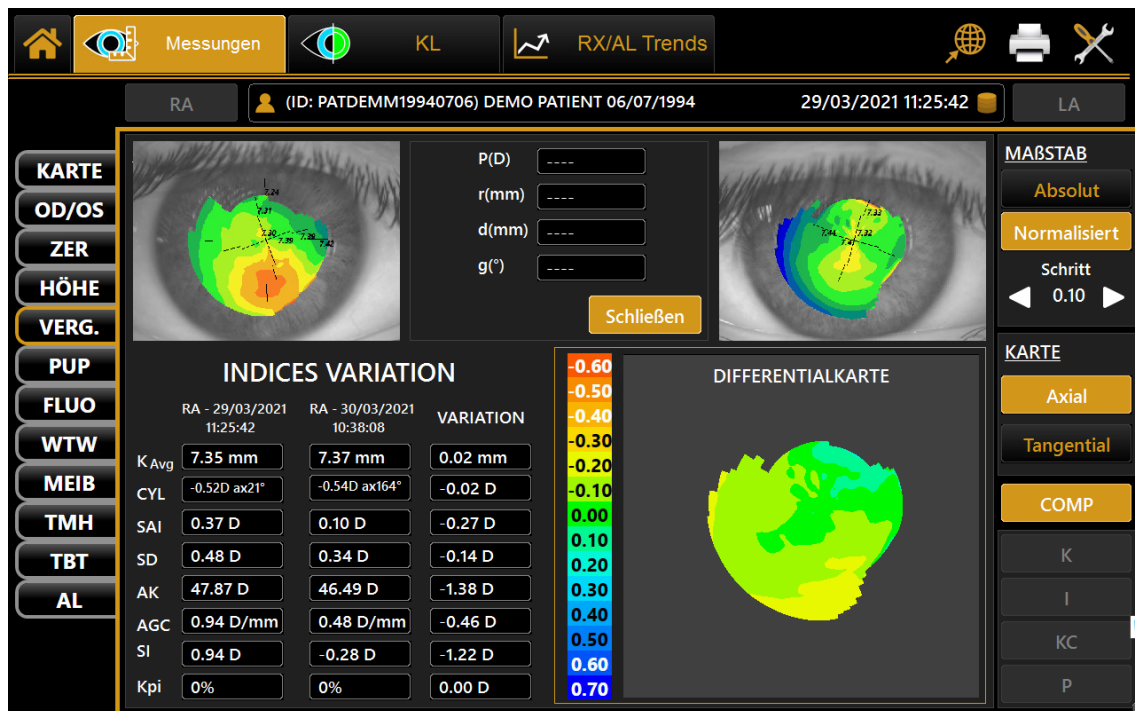 Messungen
KL
RX/AL Trends
RA
(ID: PATDEMM19940706) DEMO PATIENT 06/07/1994
29/03/2021 11:25:42
LA
KARTE
OD/OS
ZER
HÖHE
VERG.
PUP
FLUO
WTW
MEIB
TMH
TBT
AL
7.24
7.31
7.30
7.39
7.38
7.42
P(D) ----
r(mm) ----
d(mm) ----
g(°) ----
Schließen
7.33
7.44
7.32
7.41
INDICES VARIATION
RA - 29/03/2021 11:25:42
RA - 30/03/2021 10:38:08
VARIATION
K Avg 7.35 mm 7.37 mm 0.02 mm
CYL -0.52D ax21° -0.54D ax164° -0.02 D
SAI 0.37 D 0.10 D -0.27 D
SD 0.48 D 0.34 D -0.14 D
AK 47.87 D 46.49 D -1.38 D
AGC 0.94 D/mm 0.48 D/mm -0.46 D
SI 0.94 D -0.28 D -1.22 D
Kpi 0% 0% 0.00 D
-0.60
-0.50
-0.40
-0.30
-0.20
-0.10
0.00
0.10
0.20
0.30
0.40
0.50
0.60
0.70
DIFFERENTIALKARTE
MAßSTAB
Absolut
Normalisiert
Schritt
0.10
KARTE
Axial
Tangential
COMP
K
I
KC
P